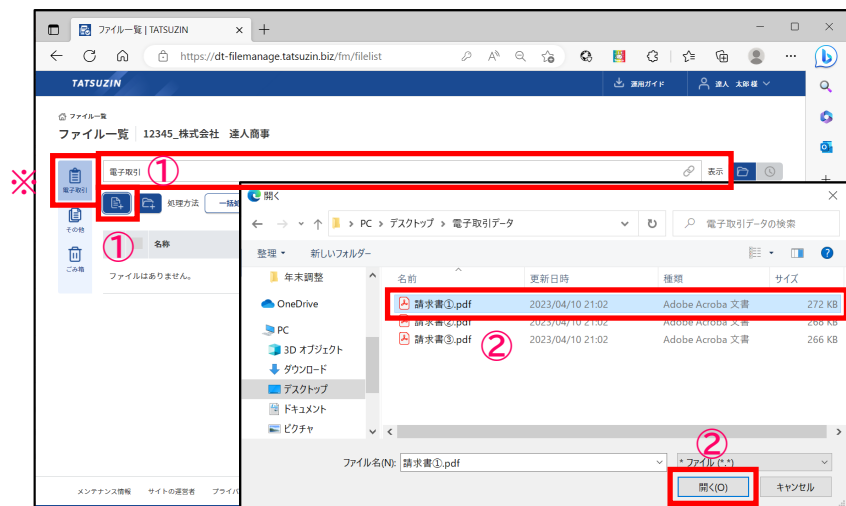 ファイル一覧 | TATSUZIN
https://dt-filemanage.tatsuzin.biz/fm/filelist
TATSUZIN
運用ガイド
達人 太郎様
ファイル一覧
ファイル一覧 12345_株式会社 達人商事
※
電子取引
電子取引 ①
表示
その他
ごみ箱
処理方法
①
名称
ファイルはありません。
開く
PC > デスクトップ > 電子取引データ
電子取引データの検索
整理
新しいフォルダー
名前 更新日時 種類 サイズ
請求書①.pdf 2023/04/10 21:02 Adobe Acroba 文書 272 KB
請求書②.pdf 2023/04/10 21:02 Adobe Acroba 文書 268 KB
請求書③.pdf 2023/04/10 21:02 Adobe Acroba 文書 266 KB
②
年末調整
OneDrive
PC
3D オブジェクト
ダウンロード
デスクトップ
ドキュメント
ピクチャ
②
ファイル名(N): 請求書①.pdf
* ファイル (*.*)
開く(O)
キャンセル
メンテナンス情報 サイトの運営者